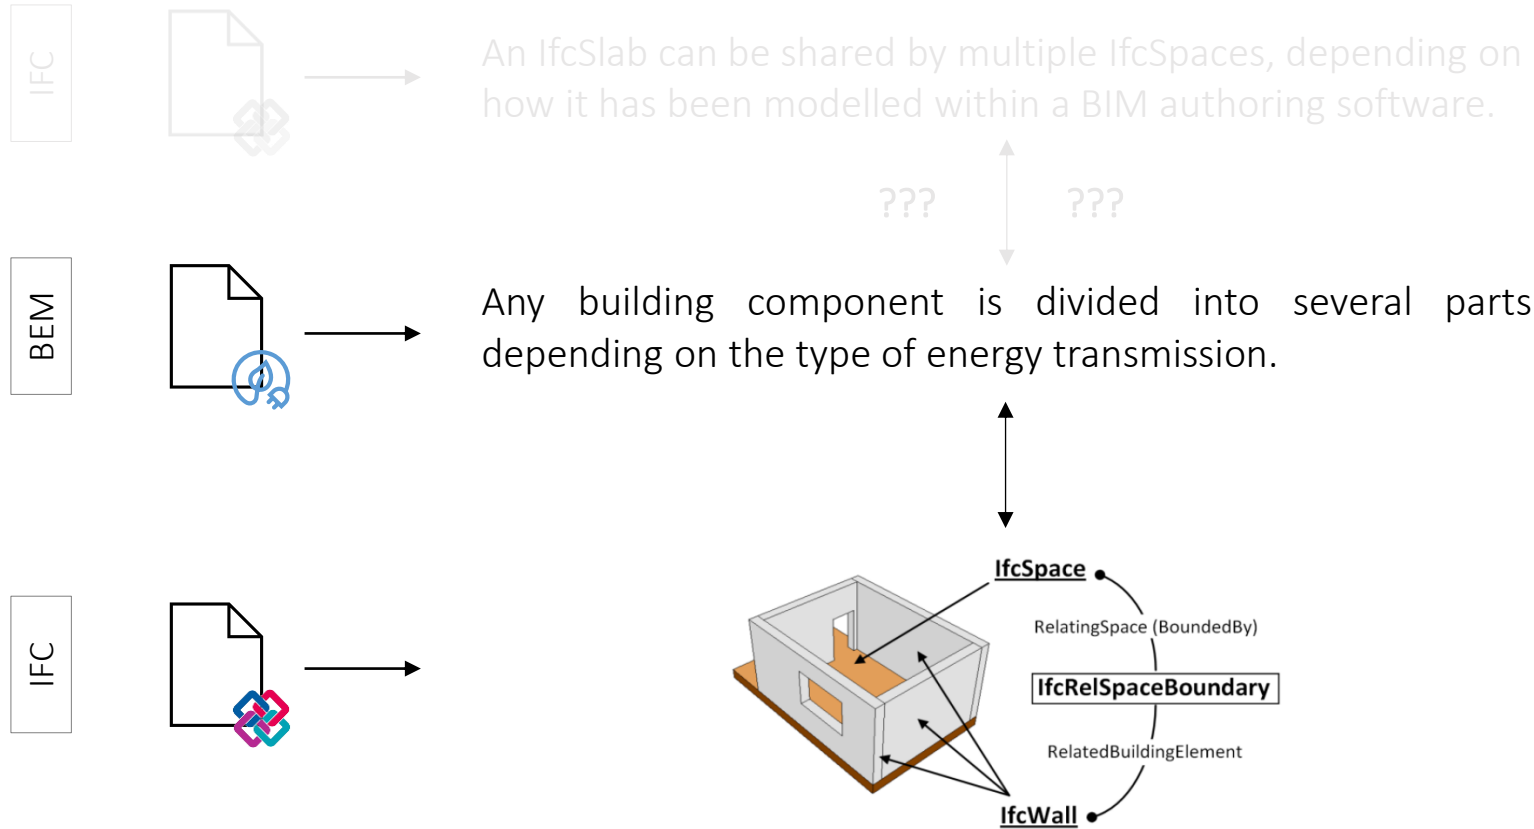 IFC
An IfcSlab can be shared by multiple IfcSpaces, depending on
how it has been modelled within a BIM authoring software.
??? ???
BEM
Any building component is divided into several parts
depending on the type of energy transmission.
IFC
IfcSpace
RelatingSpace (BoundedBy)
IfcRelSpaceBoundary
RelatedBuildingElement
IfcWall